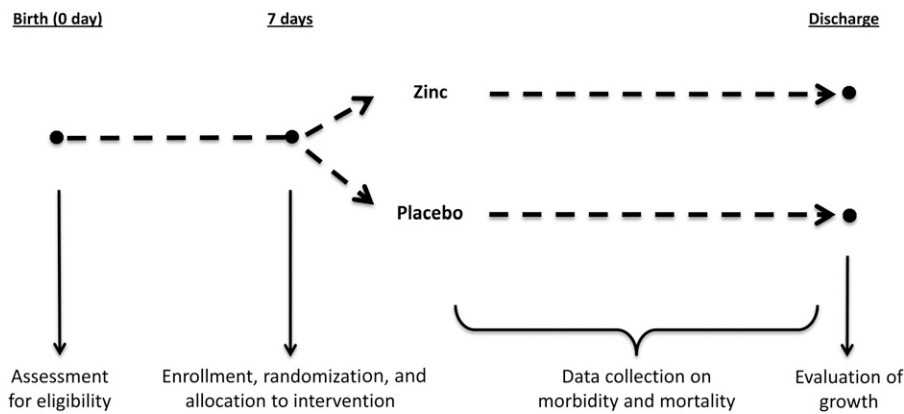 Birth (0 day)
7 days
Discharge
Zinc
Placebo
Assessment
for eligibility
Enrollment, randomization, and
allocation to intervention
Data collection on
morbidity and mortality
Evaluation of
growth